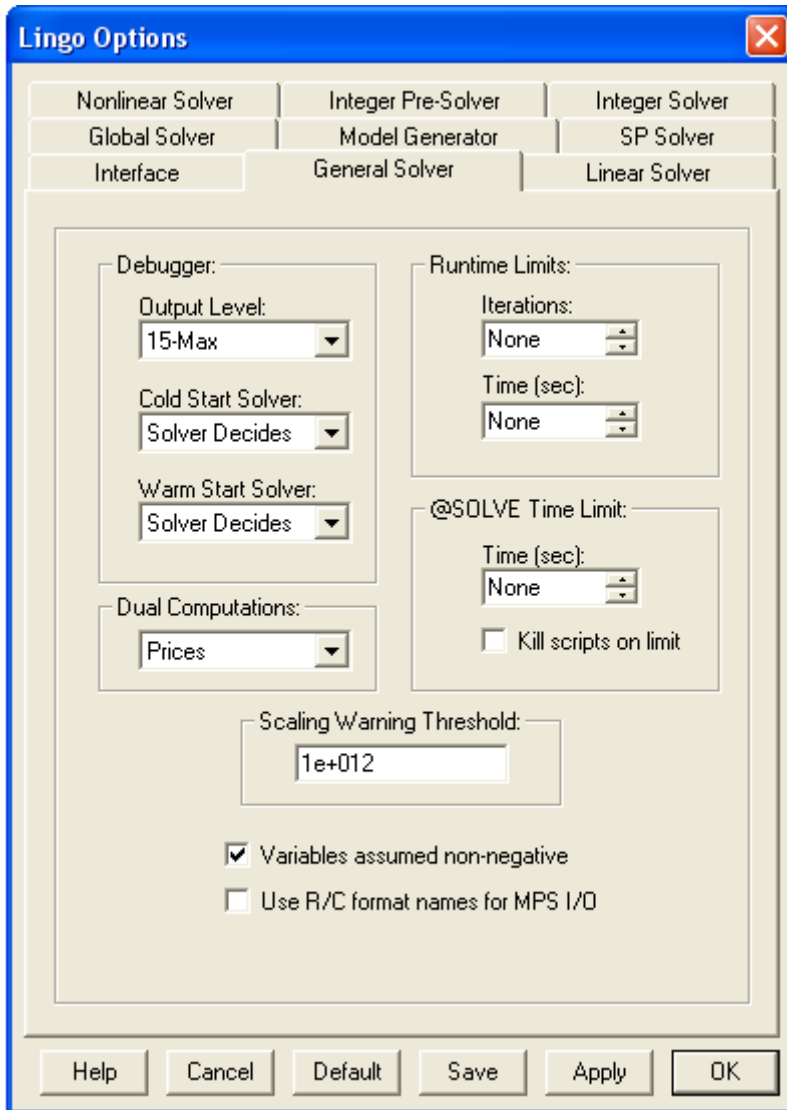 Lingo Options
Nonlinear Solver
Integer Pre-Solver
Integer Solver
Global Solver
Model Generator
SP Solver
Interface
General Solver
Linear Solver
Debugger:
Output Level:
15-Max
Cold Start Solver:
Solver Decides
Warm Start Solver:
Solver Decides
Dual Computations:
Prices
Runtime Limits:
Iterations:
None
Time (sec):
None
@SOLVE Time Limit:
Time (sec):
None
Kill scripts on limit
Scaling Warning Threshold:
1e+012
Variables assumed non-negative
Use R/C format names for MPS I/O
Help
Cancel
Default
Save
Apply
OK